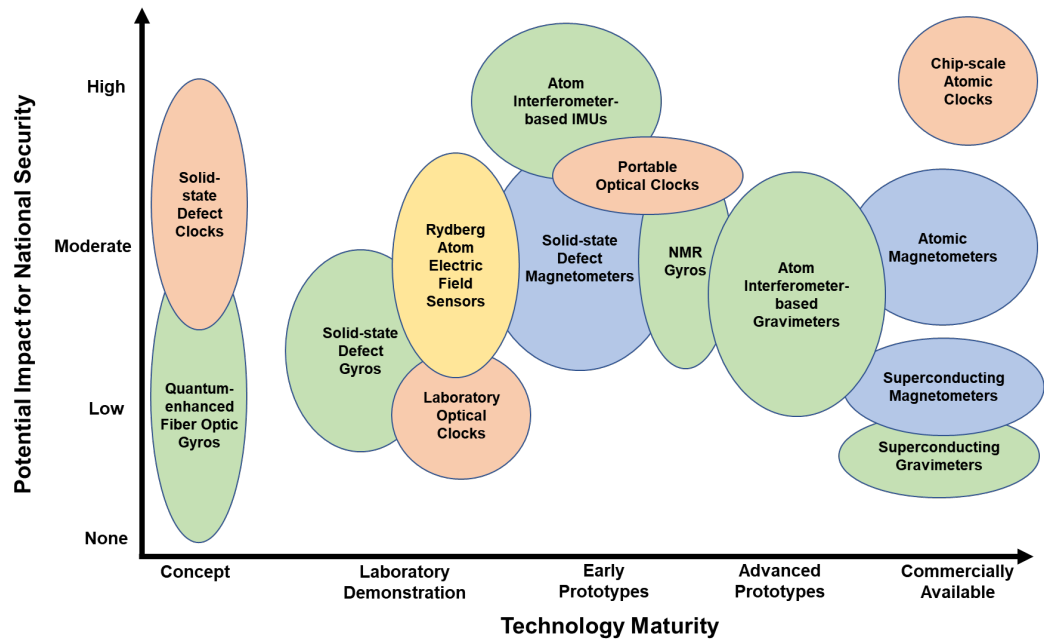 Potential Impact for National Security
High
Moderate
Low
None
Solid-
state
Defect
Clocks
Quantum-
enhanced
Fiber Optic
Gyros
Solid-state
Defect
Gyros
Rydberg
Atom
Electric
Field
Sensors
Laboratory
Optical
Clocks
Atom
Interferometer-
based IMUs
Portable
Optical Clocks
Solid-state
Defect
Magnetometers
NMR
Gyros
Atom
Interferometer-
based
Gravimeters
Chip-scale
Atomic
Clocks
Atomic
Magnetometers
Superconducting
Magnetometers
Superconducting
Gravimeters
Concept
Laboratory
Demonstration
Early
Prototypes
Advanced
Prototypes
Commercially
Available
Technology Maturity